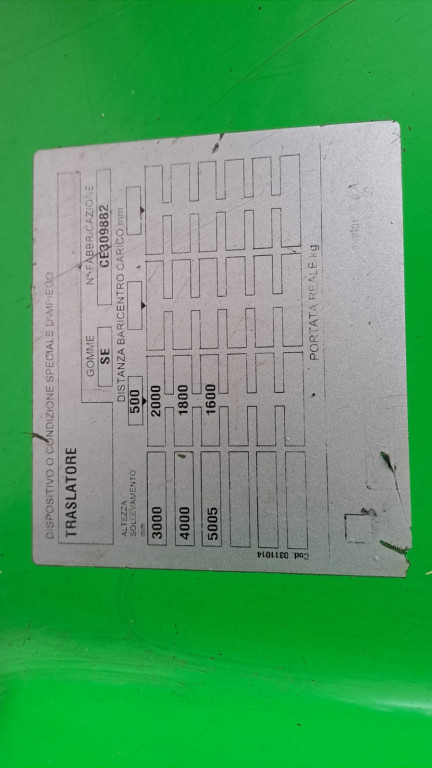 DISPOSITIVO O CONDIZIONE SPECIALE D'IMPIEGO
TRASLATORE
GOMME
SE
N° FABBRICAZIONE
CE309882
ALTEZZA
SOLLEVAMENTO
mm
DISTANZA BARICENTRO CARICO mm
500
3000 2000
4000 1800
5005 1600
Cod. 0311014
PORTATA REALE kg